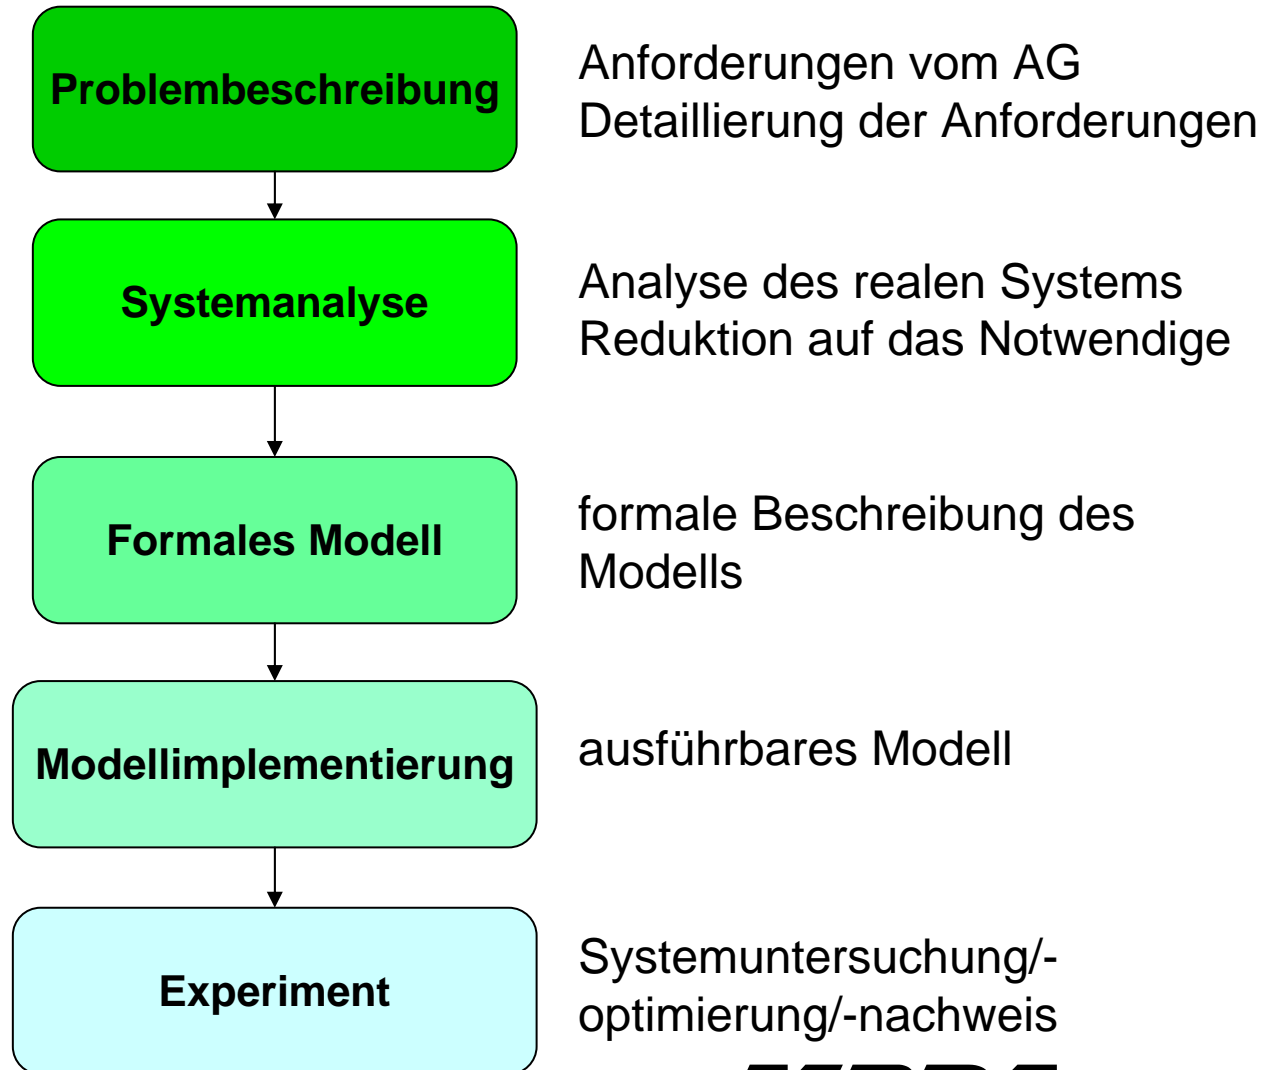 Problembeschreibung
Anforderungen vom AG
Detaillierung der Anforderungen
Systemanalyse
Analyse des realen Systems
Reduktion auf das Notwendige
Formales Modell
formale Beschreibung des
Modells
Modellimplementierung
ausführbares Modell
Experiment
Systemuntersuchung/-
optimierung/-nachweis